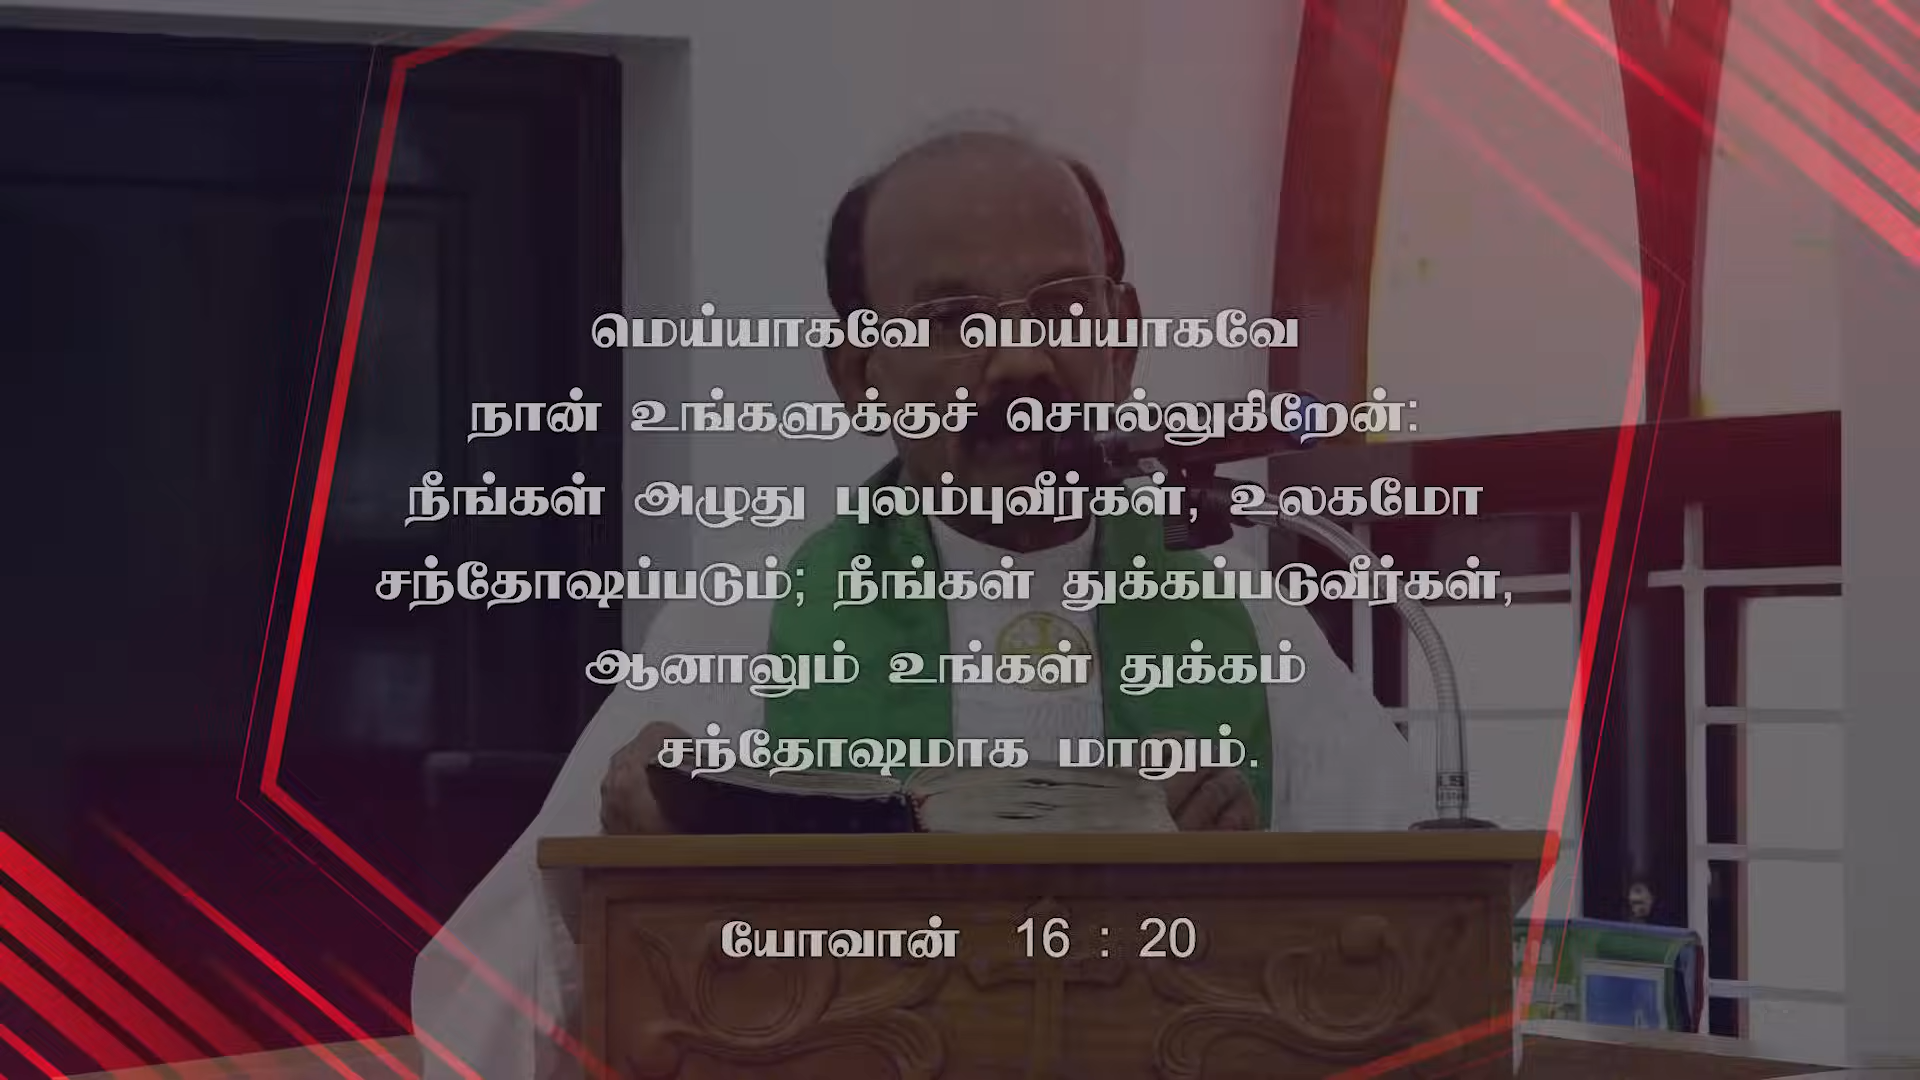 மெய்யாகவே மெய்யாகவே
நான் உங்களுக்குச் சொல்லுகிறேன்:
நீங்கள் அழுது புலம்புவீர்கள், உலகமோ
சந்தோஷப்படும்; நீங்கள் துக்கப்படுவீர்கள்,
ஆனாலும் உங்கள் துக்கம்
சந்தோஷமாக மாறும்.
யோவான் 16 : 20